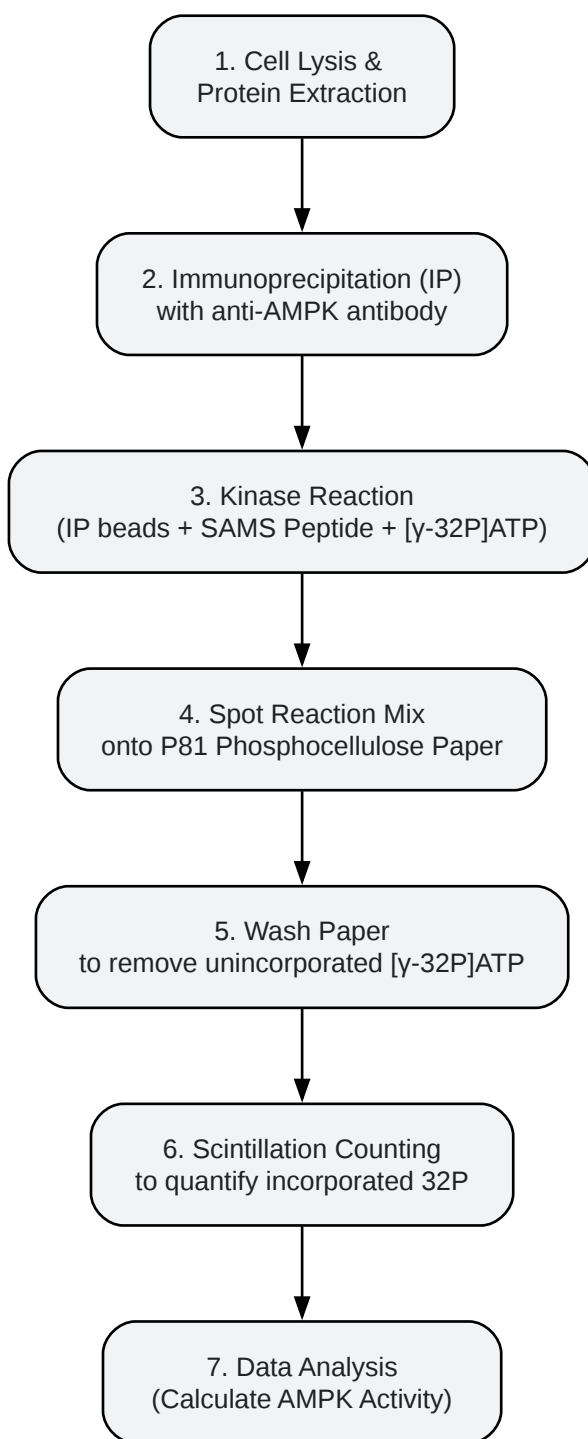 1. Cell Lysis &
Protein Extraction
2. Immunoprecipitation (IP)
with anti-AMPK antibody
3. Kinase Reaction
(IP beads + SAMS Peptide + [γ-32P]ATP)
4. Spot Reaction Mix
onto P81 Phosphocellulose Paper
5. Wash Paper
to remove unincorporated [γ-32P]ATP
6. Scintillation Counting
to quantify incorporated 32P
7. Data Analysis
(Calculate AMPK Activity)